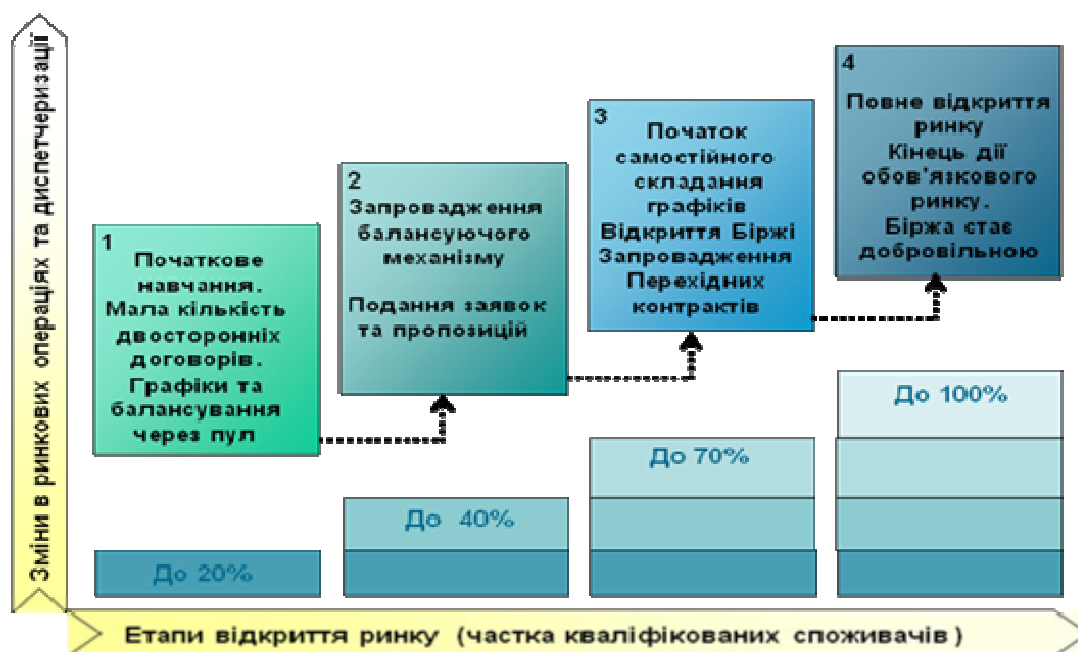 Зміни в ринкових операціях та диспетчеризації
1
Початкове
навчання.
Мала кількість
двосторонніх
договорів.
Графіки та
балансування
через пул
2
Запровадження
балансуючого
механізму
Подання заявок
та пропозицій
3
Початок
самостійного
складання
графіків
Відкриття Біржі
Запровадження
Перехідних
контрактів
4
Повне відкриття
ринку
Кінець дії
обов'язкового
ринку.
Біржа стає
добровільною
До 20%
До 40%
До 70%
До 100%
Етапи відкриття ринку (частка кваліфікованих споживачів)